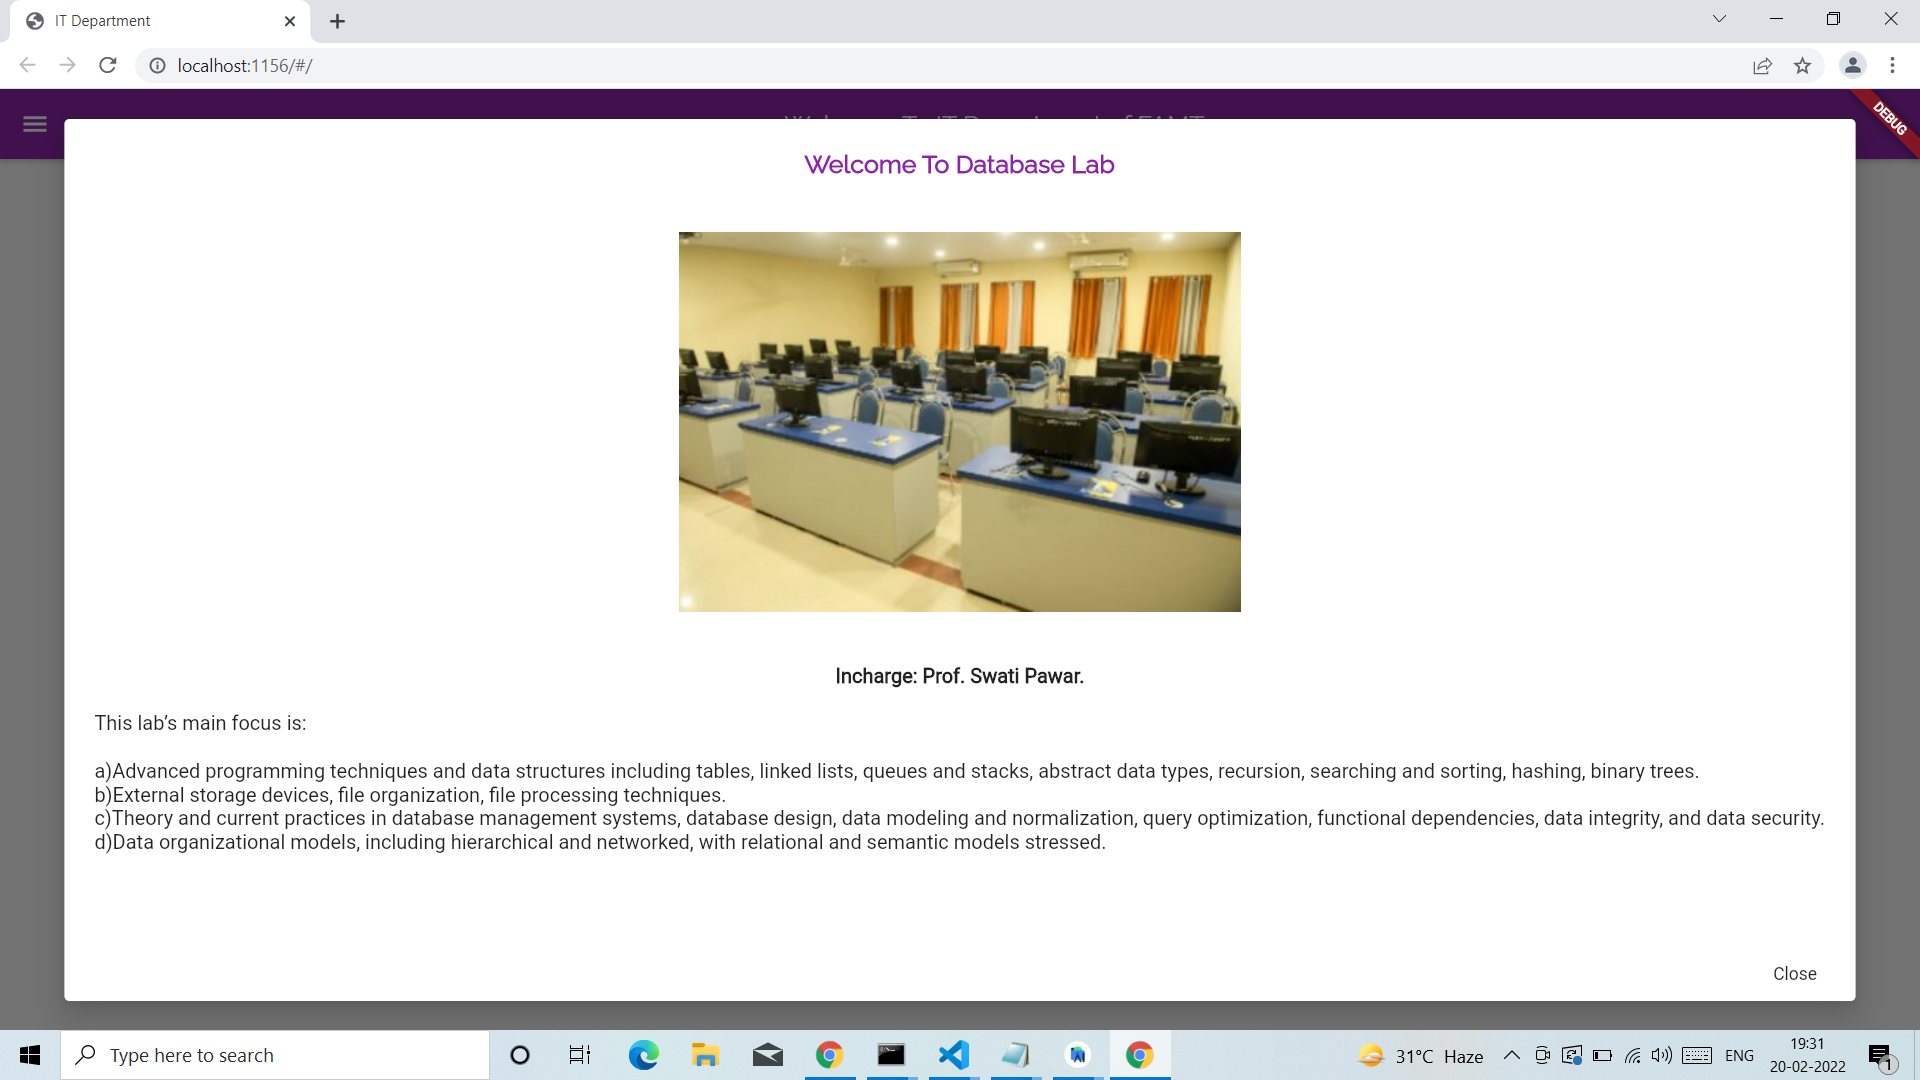 IT Department
localhost:1156/#/
DEBUG
Welcome To Database Lab
Incharge: Prof. Swati Pawar.
This lab’s main focus is:
a)Advanced programming techniques and data structures including tables, linked lists, queues and stacks, abstract data types, recursion, searching and sorting, hashing, binary trees.
b)External storage devices, file organization, file processing techniques.
c)Theory and current practices in database management systems, database design, data modeling and normalization, query optimization, functional dependencies, data integrity, and data security.
d)Data organizational models, including hierarchical and networked, with relational and semantic models stressed.
Close
Type here to search
31°C Haze
ENG
19:31
20-02-2022
1